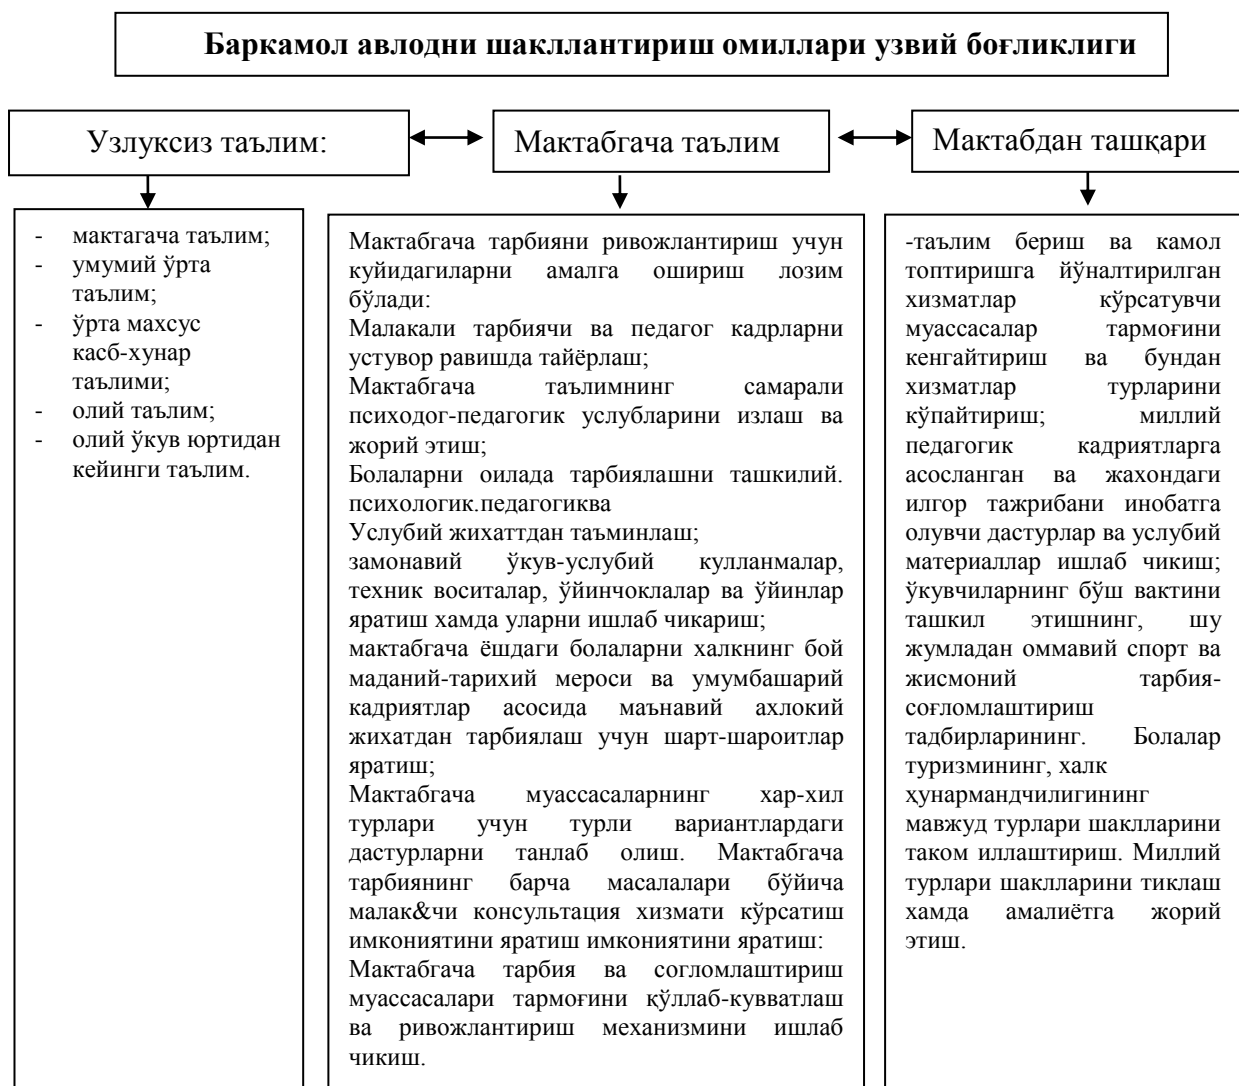 Баркамол авлодни шакллантириш омиллари узвий боғликлиги
Узлуксиз таълим:
Мактабгача таълим
Мактабдан ташқари
- мактагача таълим;
- умумий ўрта
таълим;
- ўрта махсус
касб-хунар
таълими;
- олий таълим;
- олий ўкув юртидан
кейинги таълим.
Мактабгача тарбияни ривожлантириш учун
куйидагиларни амалга ошириш лозим
бўлади:
Малакали тарбиячи ва педагог кадрларни
устувор равишда тайёрлаш;
Мактабгача таълимнинг самарали
психодог-педагогик услубларини излаш ва
жорий этиш;
Болаларни оилада тарбиялашни ташкилий.
психологик.педагогиква
Услубий жихаттдан таъминлаш;
замонавий ўкув-услубий кулланмалар,
техник воситалар, ўйинчоклалар ва ўйинлар
яратиш хамда уларни ишлаб чикариш;
мактабгача ёшдаги болаларни халкнинг бой
маданий-тарихий мероси ва умумбашарий
кадриятлар асосида маънавий ахлокий
жихатдан тарбиялаш учун шарт-шароитлар
яратиш;
Мактабгача муассасаларнинг хар-хил
турлари учун турли вариантлардаги
дастурларни танлаб олиш. Мактабгача
тарбиянинг барча масалалари бўйича
малак&чи консультация хизмати кўрсатиш
имкониятини яратиш имкониятини яратиш:
Мактабгача тарбия ва согломлаштириш
муассасалари тармоғини қўллаб-кувватлаш
ва ривожлантириш механизмини ишлаб
чикиш.
-таълим бериш ва камол
топтиришга йўналтирилган
хизматлар кўрсатувчи
муассасалар тармоғини
кенгайтириш ва бундан
хизматлар турларини
кўпайтириш; миллий
педагогик кадриятларга
асосланган ва жахондаги
илгор тажрибани инобатга
олувчи дастурлар ва услубий
материаллар ишлаб чикиш;
ўкувчиларнинг бўш вактини
ташкил этишнинг, шу
жумладан оммавий спорт ва
жисмоний тарбия-
соғломлаштириш
тадбирларининг. Болалар
туризмининг, халк
ҳунармандчилигининг
мавжуд турлари шаклларини
таком иллаштириш. Миллий
турлари шаклларини тиклаш
хамда амалиётга жорий
этиш.